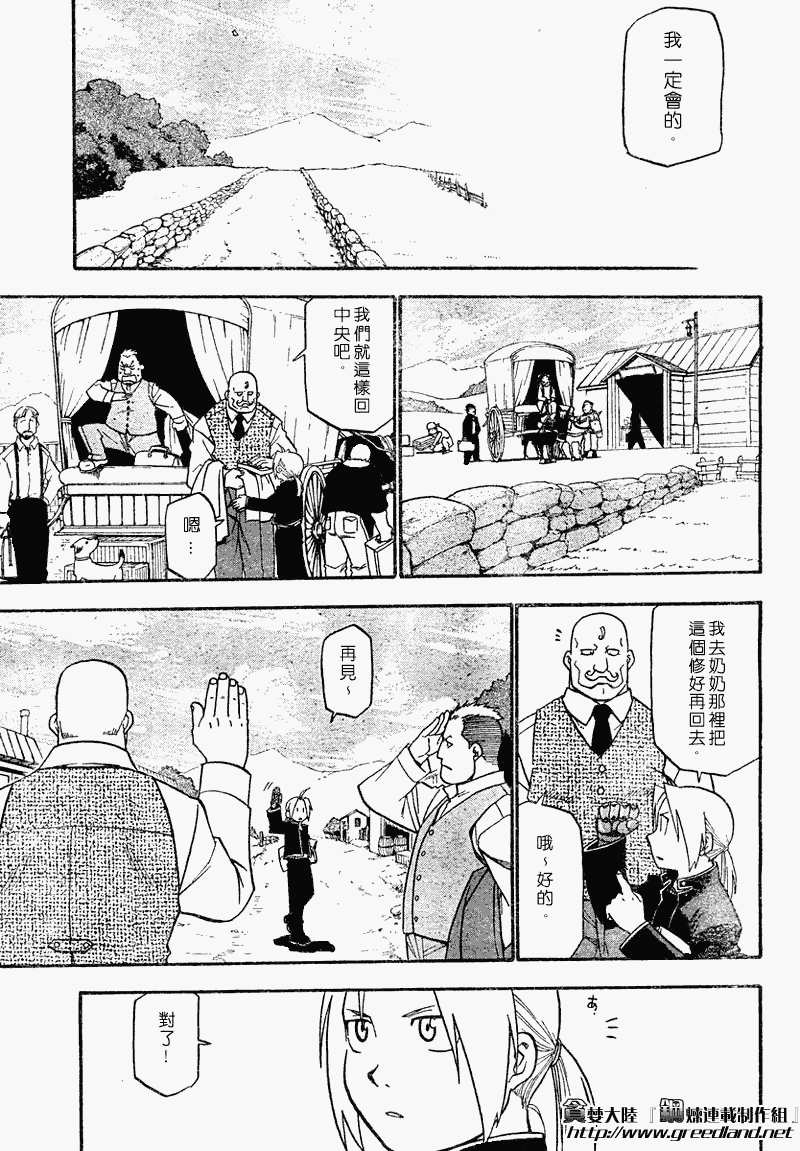 我一定會的。
我們就這樣回
中央吧。
嗯…
我去奶奶那裡把
這個修好再回去。
哦~好的。
再見~
あ
對了!
貪婪大陸『鋼煉連載制作組』
http://www.greedland.net